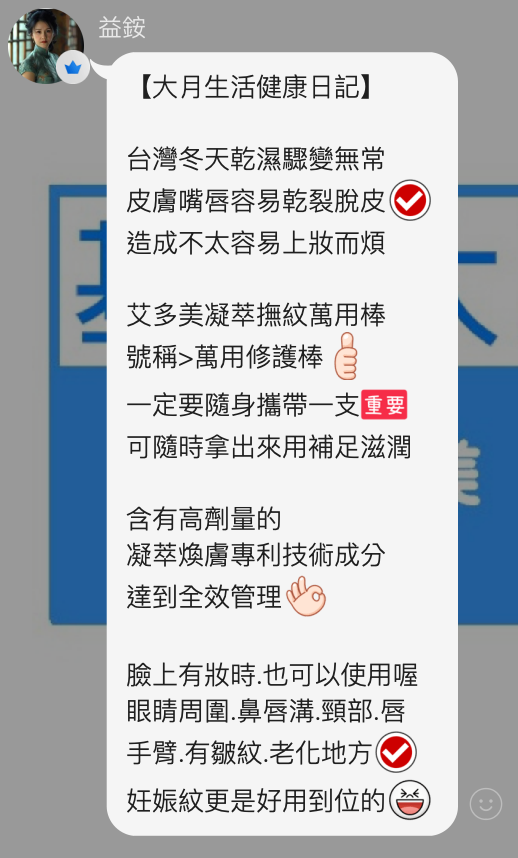 益銨
【大月生活健康日記】
台灣冬天乾濕驟變無常
皮膚嘴唇容易乾裂脫皮
造成不太容易上妝而煩
艾多美凝萃撫紋萬用棒
號稱>萬用修護棒
一定要隨身攜帶一支重要
可隨時拿出來用補足滋潤
含有高劑量的
凝萃煥膚專利技術成分
達到全效管理
臉上有妝時.也可以使用喔
眼睛周圍.鼻唇溝.頸部.唇
手臂.有皺紋.老化地方
妊娠紋更是好用到位的